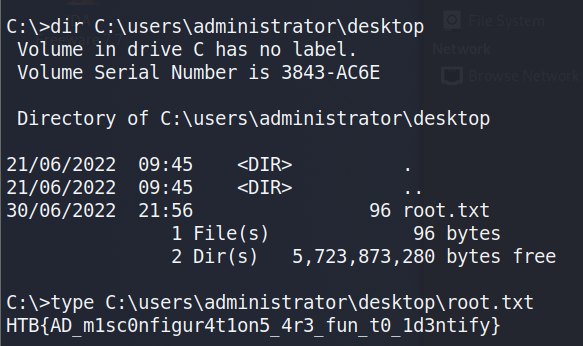 File System
C:\>dir C:\users\administrator\desktop
Network
Volume in drive C has no label.
Volume Serial Number is 3843-AC6E
Browse Network
Directory of C:\users\administrator\desktop
21/06/2022  09:45    <DIR>          .
21/06/2022  09:45    <DIR>          ..
30/06/2022  21:56                96 root.txt
1 File(s)             96 bytes
2 Dir(s)   5,723,873,280 bytes free
C:\>type C:\users\administrator\desktop\root.txt
HTB{AD_m1sc0nfigur4t1on5_4r3_fun_t0_1d3ntify}